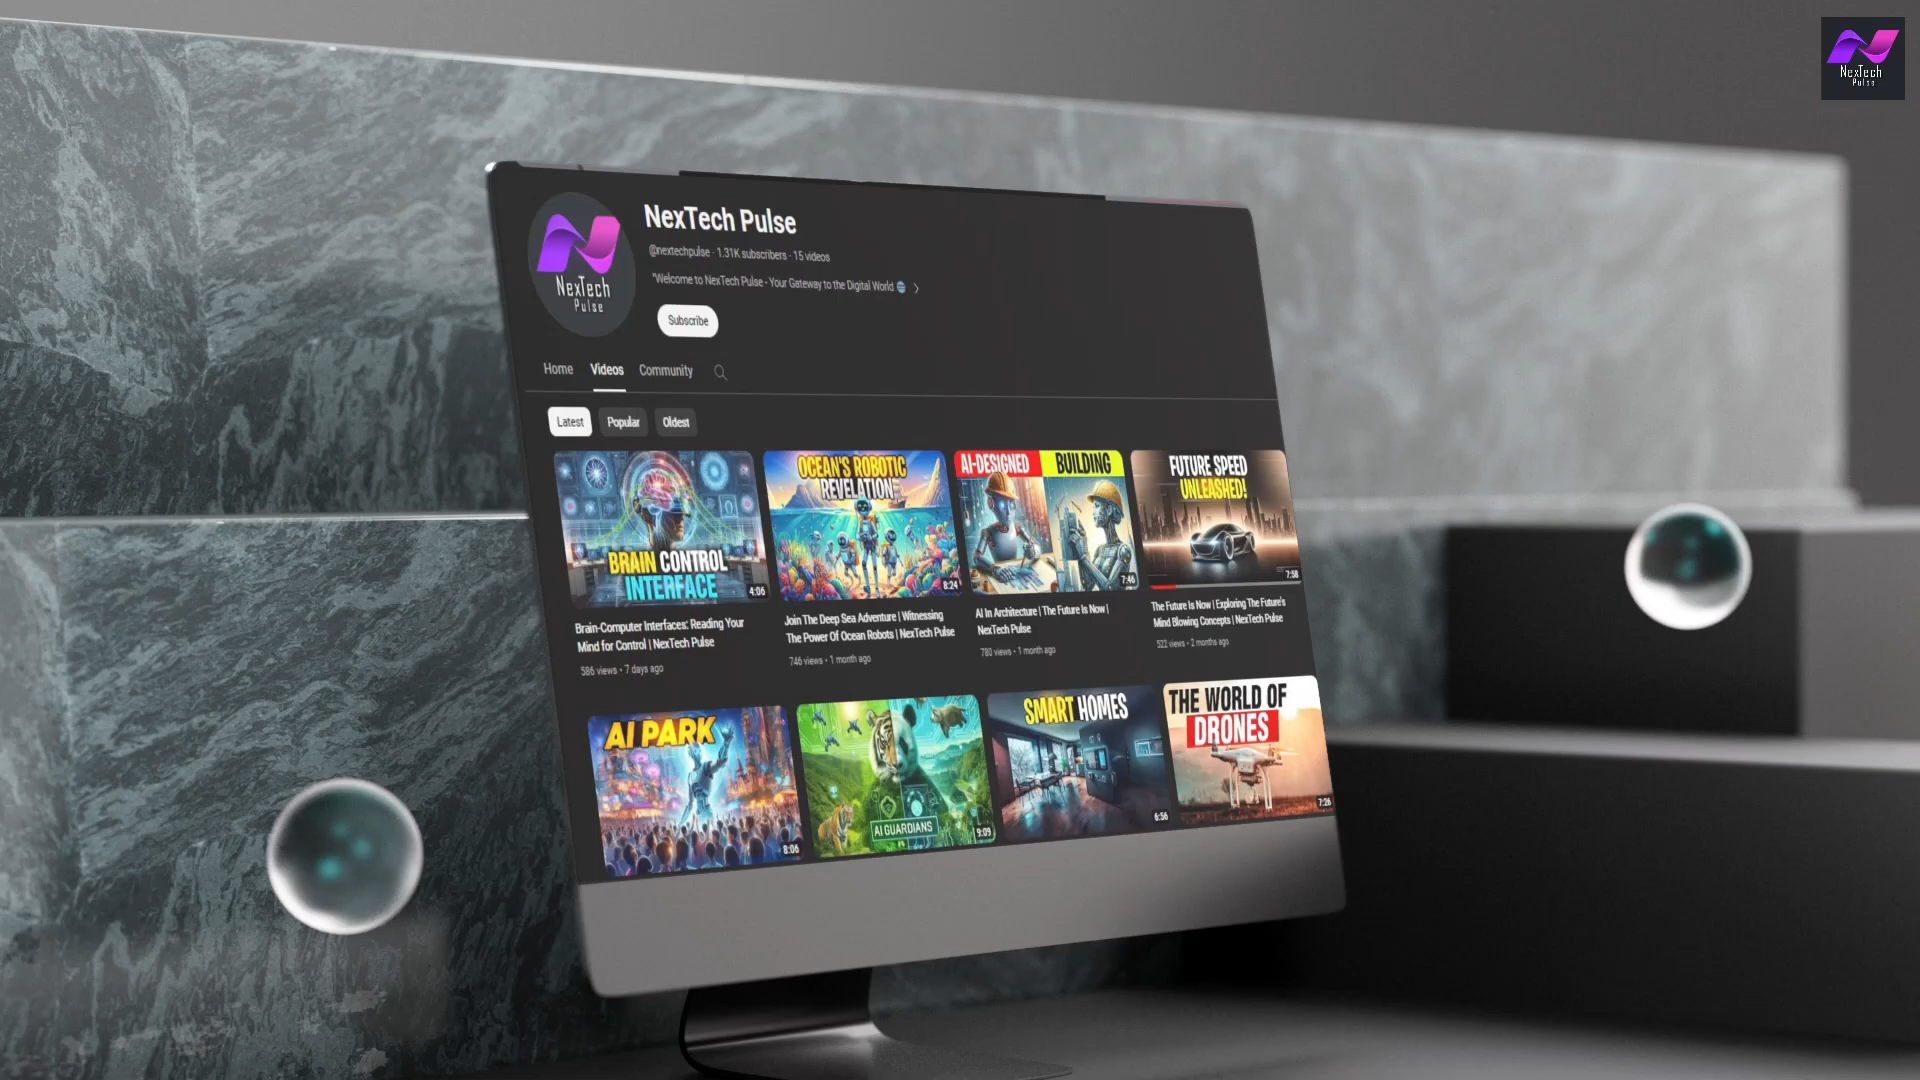 NexTech
Pulse
NexTech Pulse
@nextechpulse · 1.31K subscribers · 15 videos
"Welcome to NexTech Pulse - Your Gateway to the Digital World
Subscribe
NexTech
Pulse
Home Videos Community
Latest Popular Oldest
BRAIN CONTROL
INTERFACE
4:06
OCEAN'S ROBOTIC
REVELATION
8:24
AI-DESIGNED BUILDING
7:46
FUTURE SPEED
UNLEASHED!
7:58
Brain-Computer Interfaces: Reading Your
Mind for Control | NexTech Pulse
586 views • 7 days ago
Join The Deep Sea Adventure | Witnessing
The Power Of Ocean Robots | NexTech Pulse
746 views • 1 month ago
AI In Architecture | The Future Is Now |
NexTech Pulse
780 views • 1 month ago
The Future Is Now | Exploring The Future's
Mind Blowing Concepts | NexTech Pulse
522 views • 2 months ago
AI PARK
8:06
AI GUARDIANS
9:09
SMART HOMES
6:56
THE WORLD OF
DRONES
7:26